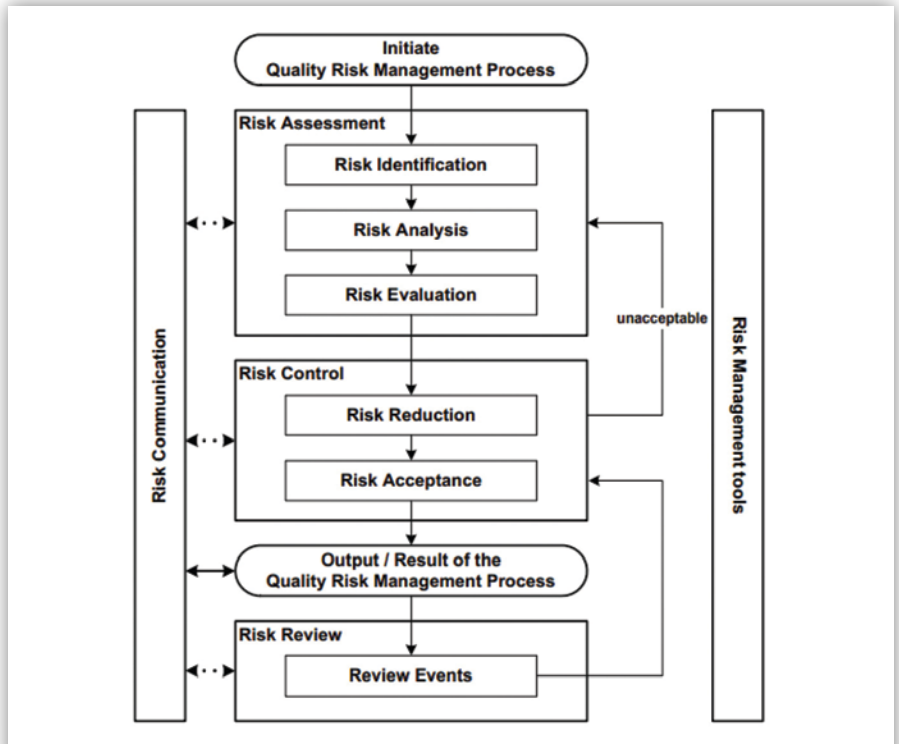 Initiate
Quality Risk Management Process
Risk Assessment
Risk Identification
Risk Analysis
Risk Evaluation
unacceptable
Risk Control
Risk Reduction
Risk Acceptance
Output / Result of the
Quality Risk Management Process
Risk Review
Review Events
Risk Communication
Risk Management tools